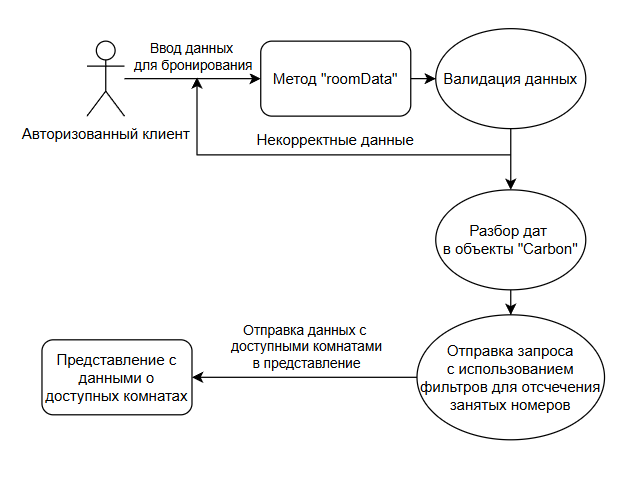 Ввод данных
для бронирования
Метод "roomData"
Валидация данных
Авторизованный клиент
Некорректные данные
Разбор дат
в объекты "Carbon"
Отправка данных с
доступными комнатами
в представление
Представление с
данными о
доступных комнатах
Отправка запроса
с использованием
фильтров для отсечения
занятых номеров